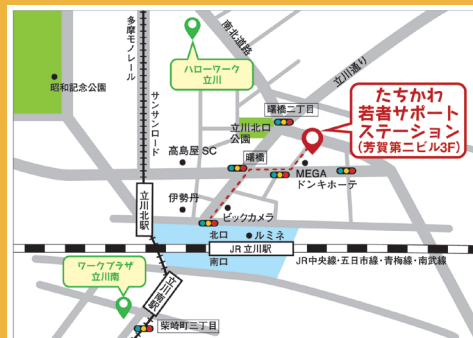 多摩モノレール
サンサンロード
南北道路
立川通り
ハローワーク
立川
昭和記念公園
曙橋二丁目
立川北口
公園
たちかわ
若者サポート
ステーション
(芳賀第二ビル3F)
髙島屋 SC
曙橋
MEGA
ドンキホーテ
伊勢丹
ビックカメラ
立川北駅
北口
ルミネ
JR 立川駅
南口
JR中央線・五日市線・青梅線・南武線
ワークプラザ
立川南
立川南駅
柴崎町三丁目